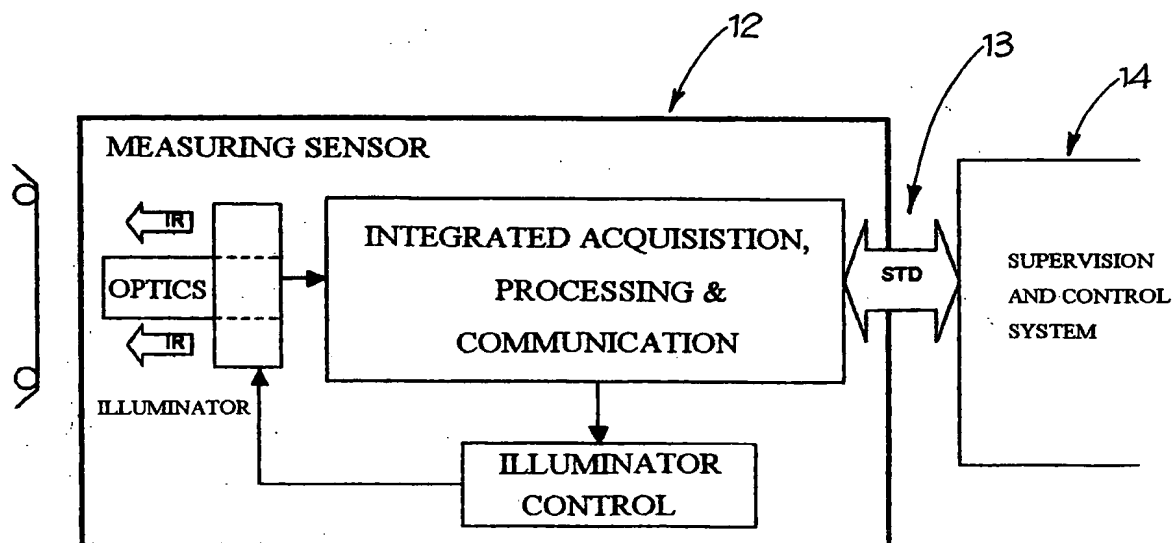 12
13
14
MEASURING SENSOR
IR
OPTICS
IR
ILLUMINATOR
INTEGRATED ACQUISISTION,
PROCESSING &
COMMUNICATION
STD
SUPERVISION
AND CONTROL
SYSTEM
ILLUMINATOR
CONTROL